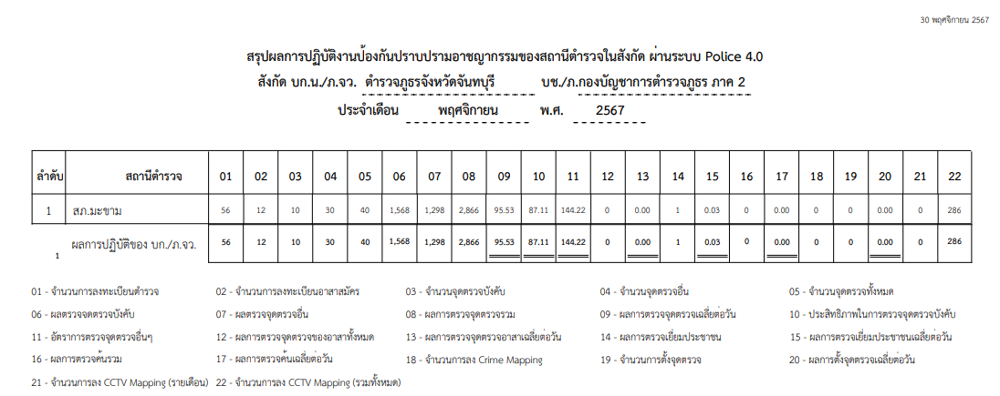 30 พฤศจิกายน 2567
สรุปผลการปฏิบัติงานป้องกันปราบปรามอาชญากรรมของสถานีตำรวจในสังกัด ผ่านระบบ Police 4.0
สังกัด บก.น./ภ.จว. ตำรวจภูธรจังหวัดจันทบุรี บช./ภ.กองบัญชาการตำรวจภูธร ภาค 2
ประจำเดือน พฤศจิกายน พ.ศ. 2567
ลำดับ สถานีตำรวจ 01 02 03 04 05 06 07 08 09 10 11 12 13 14 15 16 17 18 19 20 21 22
1 สภ.มะขาม 56 12 10 30 40 1,568 1,298 2,866 95.53 87.11 144.22 0 0.00 1 0.03 0 0.00 0 0 0.00 0 286
1 ผลการปฏิบัติของ บก./ภ.จว. 56 12 10 30 40 1,568 1,298 2,866 95.53 87.11 144.22 0 0.00 1 0.03 0 0.00 0 0 0.00 0 286
01 - จำนวนการลงทะเบียนตำรวจ 02 - จำนวนการลงทะเบียนอาสาสมัคร 03 - จำนวนจุดตรวจบังคับ 04 - จำนวนจุดตรวจอื่น 05 - จำนวนจุดตรวจทั้งหมด
06 - ผลตรวจจดตรวจบังคับ 07 - ผลตรวจจุดตรวจอื่น 08 - ผลการตรวจจุดตรวจรวม 09 - ผลการตรวจจุดตรวจเฉลี่ยต่อวัน 10 - ประสิทธิภาพในการตรวจจุดตรวจบังคับ
11 - อัตราการตรวจจุดตรวจอื่นๆ 12 - ผลการตรวจจุดตรวจของอาสาทั้งหมด 13 - ผลการตรวจจุดตรวจอาสาเฉลี่ยต่อวัน 14 - ผลการตรวจเยี่ยมประชาชน 15 - ผลการตรวจเยี่ยมประชาชนเฉลี่ยต่อวัน
16 - ผลการตรวจค้นรวม 17 - ผลการตรวจค้นเฉลี่ยต่อวัน 18 - จำนวนการลง Crime Mapping 19 - จำนวนการตั้งจุดตรวจ 20 - ผลการตั้งจุดตรวจเฉลี่ยต่อวัน
21 - จำนวนการลง CCTV Mapping (รายเดือน) 22 - จำนวนการลง CCTV Mapping (รวมทั้งหมด)